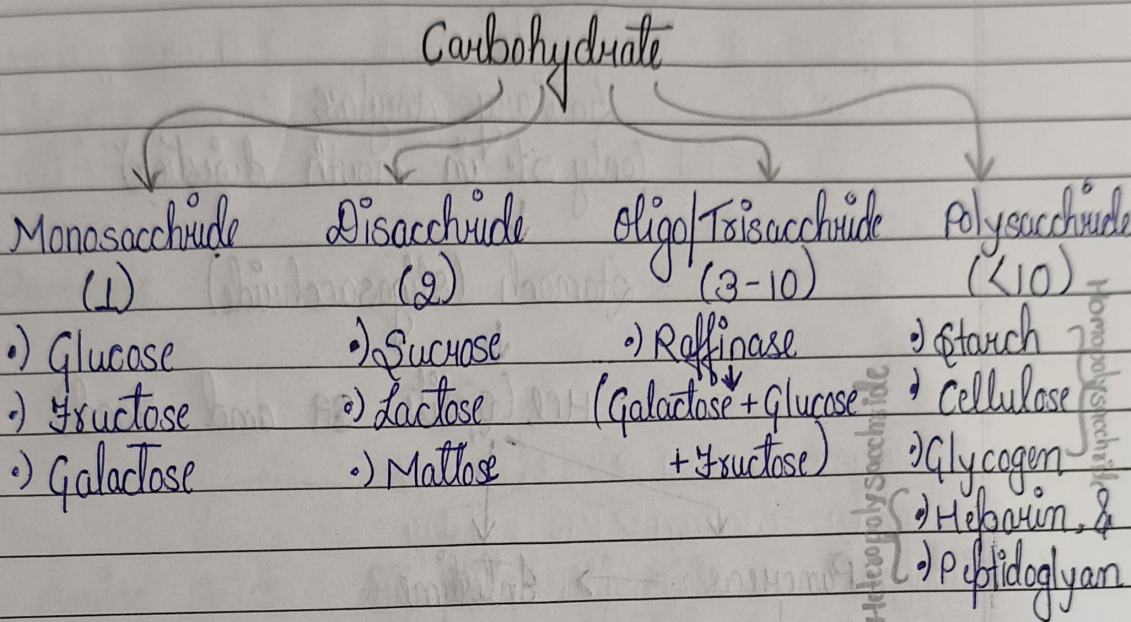 Carbohydrate
Monosacchride Disacchride Oligo/Trisacchride Polysacchride
(1) (2) (3-10) (<10)
•) Glucose •) Sucrose •) Raffinase •) Starch
•) Fructose •) Lactose (Galactose + Glucose •) Cellulose
•) Galactose •) Maltose + Fructose) •) Glycogen
•) Heparin, &
•) Peptidoglyan
Homopolysacchride
Heteropolysacchride